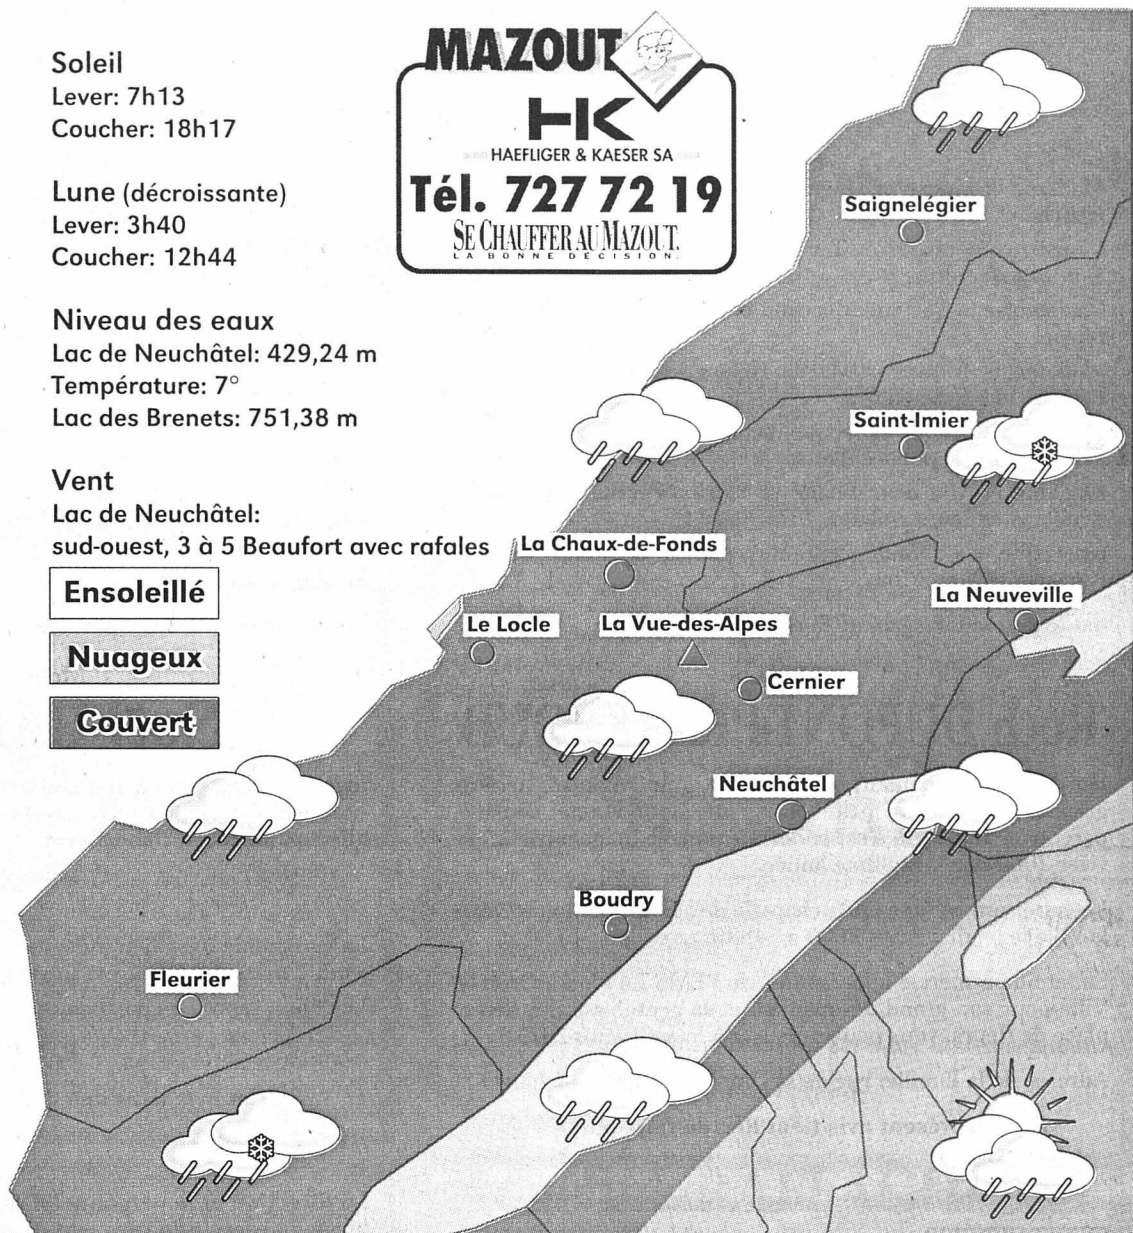 Soleil
Lever: 7h13
Coucher: 18h17
Lune (décroissante)
Lever: 3h40
Coucher: 12h44
Niveau des eaux
Lac de Neuchâtel: 429,24 m
Température: 7°
Lac des Brenets: 751,38 m
Vent
Lac de Neuchâtel:
sud-ouest, 3 à 5 Beaufort avec rafales
Ensoleillé
Nuageux
Couvert
MAZOUT
HK
HAEFLIGER & KAESER SA
Tél. 727 72 19
SE CHAUFFER AU MAZOUT.
LA BONNE DÉCISION.
Saignelégier
Saint-Imier
La Chaux-de-Fonds
La Neuveville
Le Locle
La Vue-des-Alpes
Cernier
Neuchâtel
Boudry
Fleurier